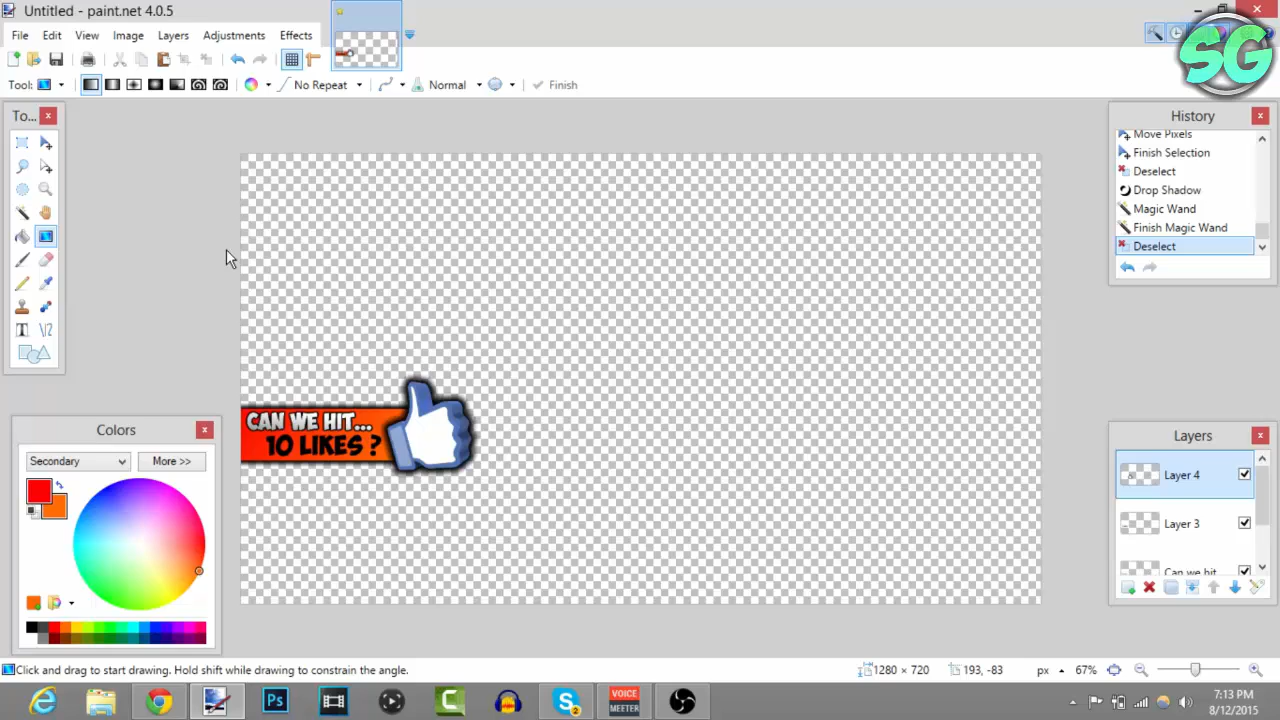 Untitled - paint.net 4.0.5
SG
File Edit View Image Layers Adjustments Effects
Tool: No Repeat Normal Finish
To...
History
Move Pixels
Finish Selection
Deselect
Drop Shadow
Magic Wand
Finish Magic Wand
Deselect
CAN WE HIT...
10 LIKES ?
Colors
Secondary More >>
Layers
Layer 4
Layer 3
Can we hit
Click and drag to start drawing. Hold shift while drawing to constrain the angle.
1280 × 720 193, -83 px 67%
Ps
C
S
2
VOICE
MEETER
7:13 PM
8/12/2015